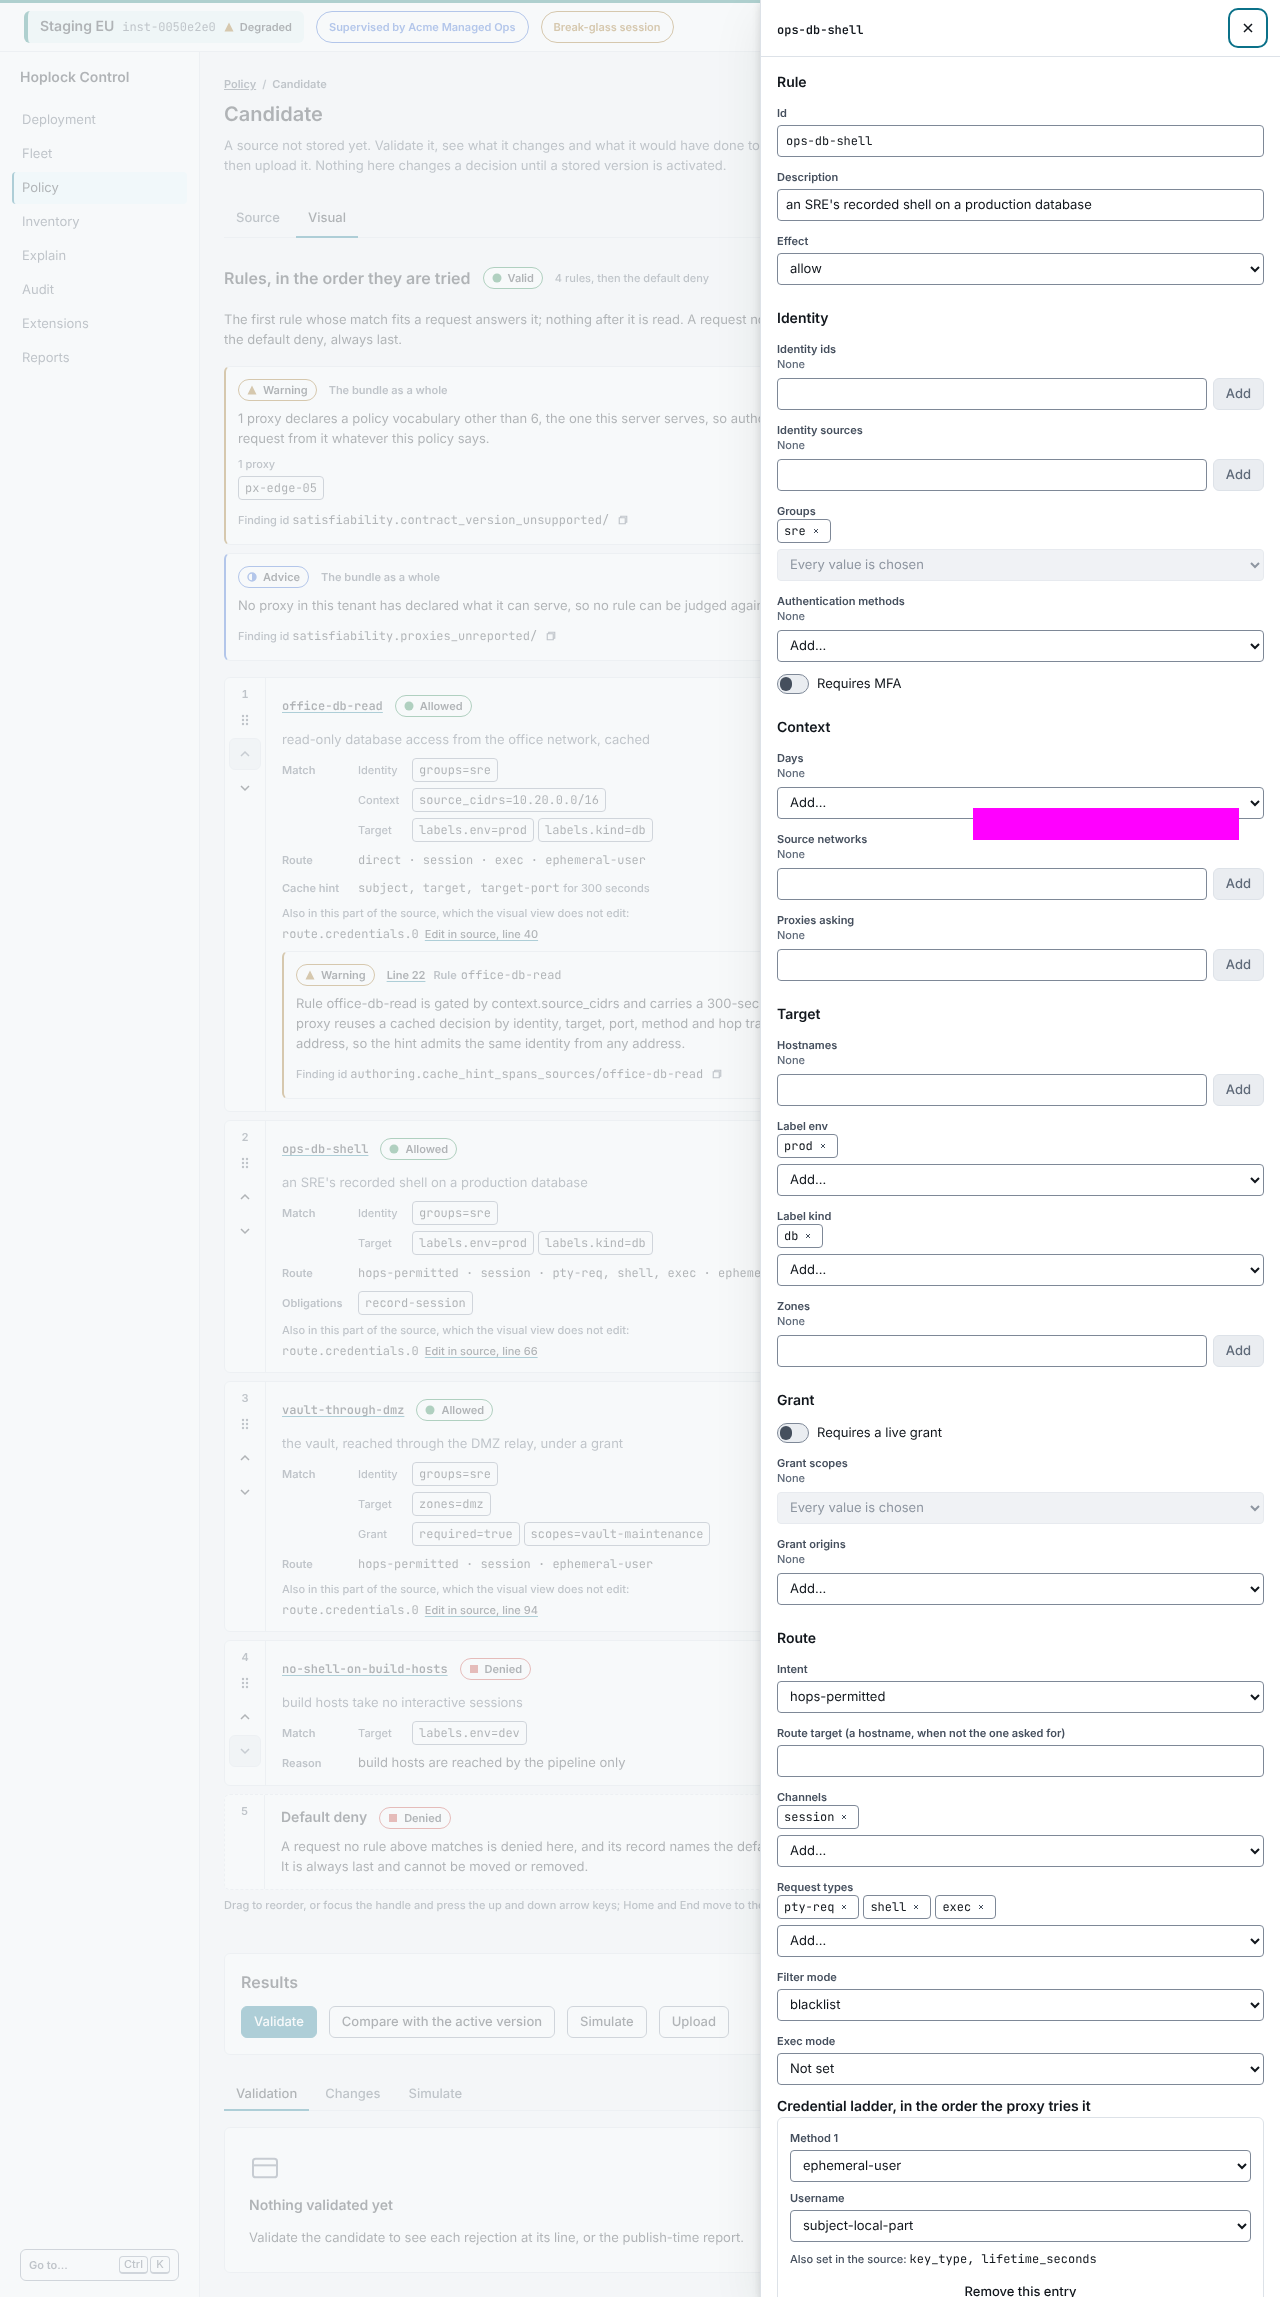 Staging EU inst-0050e2e0 Degraded Supervised by Acme Managed Ops Break-glass session
Hoplock Control
Deployment
Fleet
Policy
Inventory
Explain
Audit
Extensions
Reports
Go to... Ctrl K
Policy / Candidate
Candidate
A source not stored yet. Validate it, see what it changes and what it would have done to
then upload it. Nothing here changes a decision until a stored version is activated.
Source Visual
Rules, in the order they are tried Valid 4 rules, then the default deny
The first rule whose match fits a request answers it; nothing after it is read. A request
the default deny, always last.
Warning The bundle as a whole
1 proxy declares a policy vocabulary other than 6, the one this server serves, so
request from it whatever this policy says.
1 proxy
px-edge-05
Finding id satisfiability.contract_version_unsupported/
Advice The bundle as a whole
No proxy in this tenant has declared what it can serve, so no rule can be judged
Finding id satisfiability.proxies_unreported/
1
office-db-read Allowed
read-only database access from the office network, cached
Match Identity groups=sre
Context source_cidrs=10.20.0.0/16
Target labels.env=prod labels.kind=db
Route direct · session · exec · ephemeral-user
Cache hint subject, target, target-port for 300 seconds
Also in this part of the source, which the visual view does not edit:
route.credentials.0 Edit in source, line 40
Warning Line 22 Rule office-db-read
Rule office-db-read is gated by context.source_cidrs and carries a 300-sec
proxy reuses a cached decision by identity, target, port, method and hop
address, so the hint admits the same identity from any address.
Finding id authoring.cache_hint_spans_sources/office-db-read
2
ops-db-shell Allowed
an SRE's recorded shell on a production database
Match Identity groups=sre
Target labels.env=prod labels.kind=db
Route hops-permitted · session · pty-req, shell, exec · epheme
Obligations record-session
Also in this part of the source, which the visual view does not edit:
route.credentials.0 Edit in source, line 66
3
vault-through-dmz Allowed
the vault, reached through the DMZ relay, under a grant
Match Identity groups=sre
Target zones=dmz
Grant required=true scopes=vault-maintenance
Route hops-permitted · session · ephemeral-user
Also in this part of the source, which the visual view does not edit:
route.credentials.0 Edit in source, line 94
4
no-shell-on-build-hosts Denied
build hosts take no interactive sessions
Match Target labels.env=dev
Reason build hosts are reached by the pipeline only
5
Default deny Denied
A request no rule above matches is denied here, and its record names the
It is always last and cannot be moved or removed.
Drag to reorder, or focus the handle and press the up and down arrow keys; Home and End move to the
Results
Validate Compare with the active version Simulate Upload
Validation Changes Simulate
Nothing validated yet
Validate the candidate to see each rejection at its line, or the publish-time report.
ops-db-shell ×
Rule
Id
ops-db-shell
Description
an SRE's recorded shell on a production database
Effect
allow
Identity
Identity ids
None
Add
Identity sources
None
Add
Groups
sre ×
Every value is chosen
Authentication methods
None
Add...
Requires MFA
Context
Days
None
Add...
Source networks
None
Add
Proxies asking
None
Add
Target
Hostnames
None
Add
Label env
prod ×
Add...
Label kind
db ×
Add...
Zones
None
Add
Grant
Requires a live grant
Grant scopes
None
Every value is chosen
Grant origins
None
Add...
Route
Intent
hops-permitted
Route target (a hostname, when not the one asked for)
Channels
session ×
Add...
Request types
pty-req × shell × exec ×
Add...
Filter mode
blacklist
Exec mode
Not set
Credential ladder, in the order the proxy tries it
Method 1
ephemeral-user
Username
subject-local-part
Also set in the source: key_type, lifetime_seconds
Remove this entry